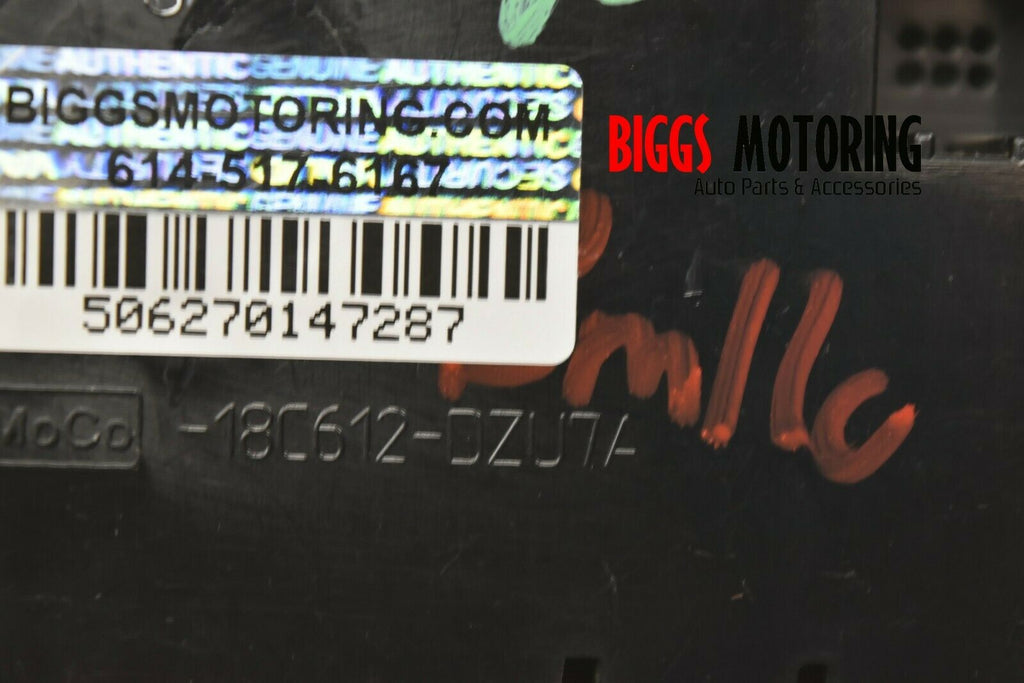 BIGGSMOTORING.COM
614-517-6167
506270147287
BIGGS MOTORING
Auto Parts & Accessories
MoCo -18C612-DZU7A